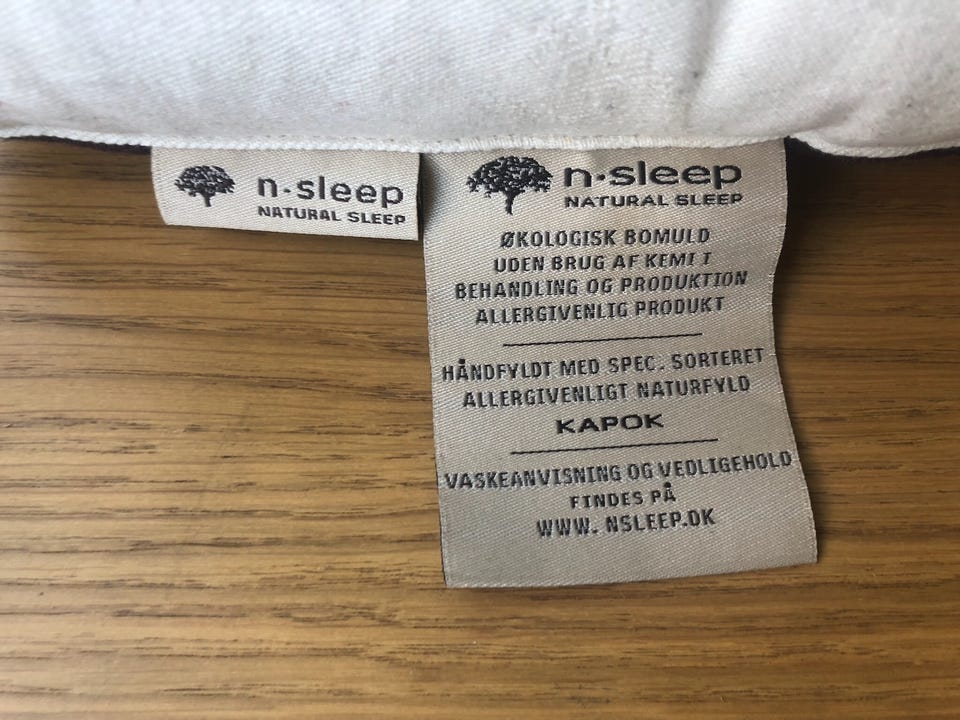 n·sleep
NATURAL SLEEP
n·sleep
NATURAL SLEEP
ØKOLOGISK BOMULD
UDEN BRUG AF KEMI I
BEHANDLING OG PRODUKTION
ALLERGIVENLIG PRODUKT
HÅNDFYLDT MED SPEC. SORTERET
ALLERGIVENLIGT NATURFYLD
KAPOK
VASKEANVISNING OG VEDLIGEHOLD
FINDES PÅ
WWW. NSLEEP.DK